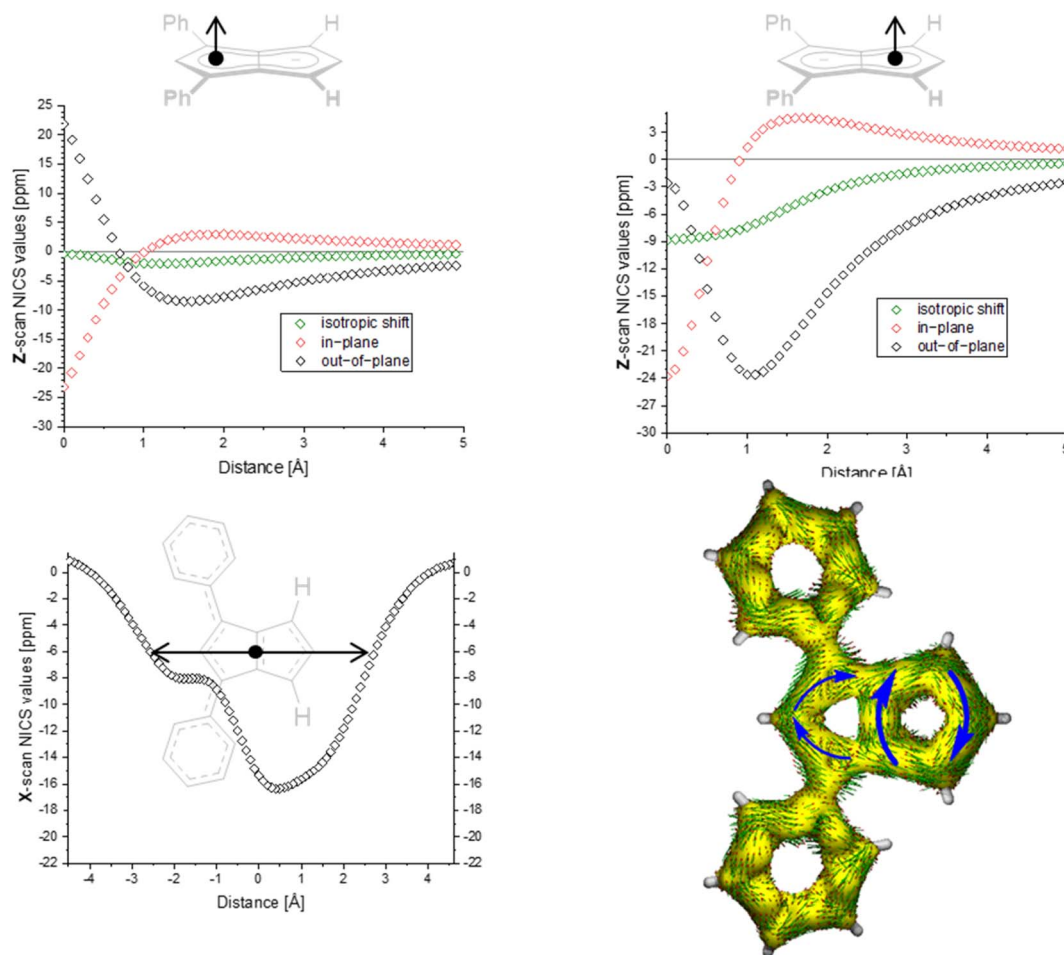 Ph
H
Ph
H
Z-scan NICS values [ppm]
25
20
15
10
5
0
-5
-10
-15
-20
-25
-30
isotropic shift
in-plane
out-of-plane
0 1 2 3 4 5
Distance [Å]
Ph
H
Ph
H
Z-scan NICS values [ppm]
3
0
-3
-6
-9
-12
-15
-18
-21
-24
-27
-30
isotropic shift
in-plane
out-of-plane
0 1 2 3 4 5
Distance [Å]
X-scan NICS values [ppm]
0
-2
-4
-6
-8
-10
-12
-14
-16
-18
-20
-22
H
H
0
-2
-4
-6
-8
-10
-12
-14
-16
-18
-20
-22
-4 -3 -2 -1 0 1 2 3 4
Distance [Å]